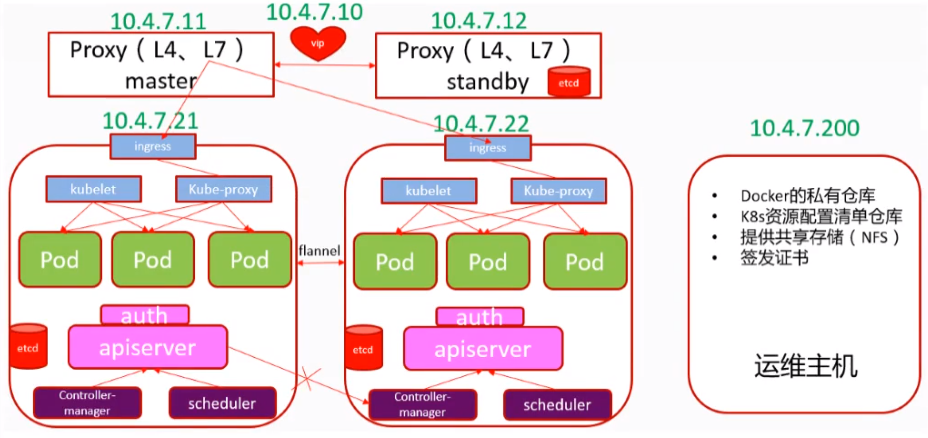 10.4.7.10
10.4.7.11
10.4.7.12
vip
Proxy（L4、L7）
master
Proxy（L4、L7）
standby
etcd
10.4.7.21
10.4.7.22
10.4.7.200
ingress
ingress
kubelet
Kube-proxy
kubelet
Kube-proxy
Pod
Pod
Pod
flannel
Pod
Pod
Pod
auth
apiserver
etcd
auth
apiserver
etcd
Controller-
manager
scheduler
Controller-
manager
scheduler
• Docker的私有仓库
• K8s资源配置清单仓库
• 提供共享存储（NFS）
• 签发证书
运维主机